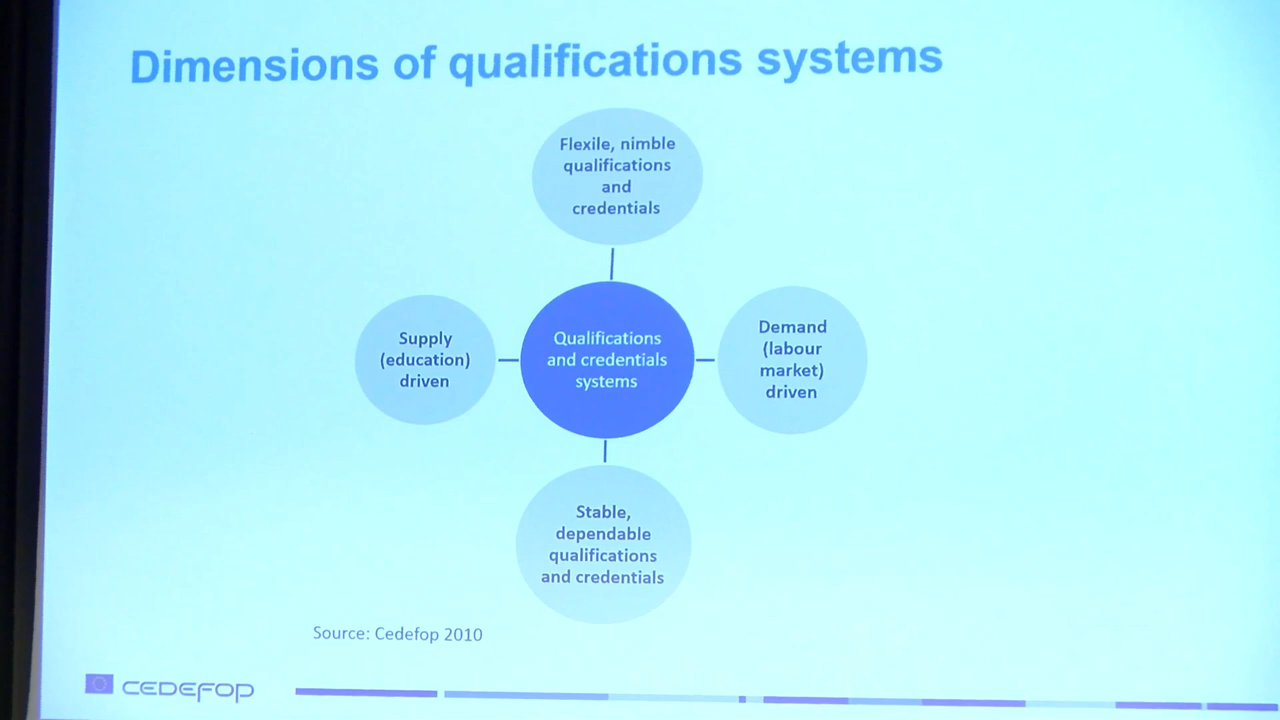 Dimensions of qualifications systems
Flexile, nimble
qualifications
and
credentials
Supply
(education)
driven
Qualifications
and credentials
systems
Demand
(labour
market)
driven
Stable,
dependable
qualifications
and credentials
Source: Cedefop 2010
CEDEFOP